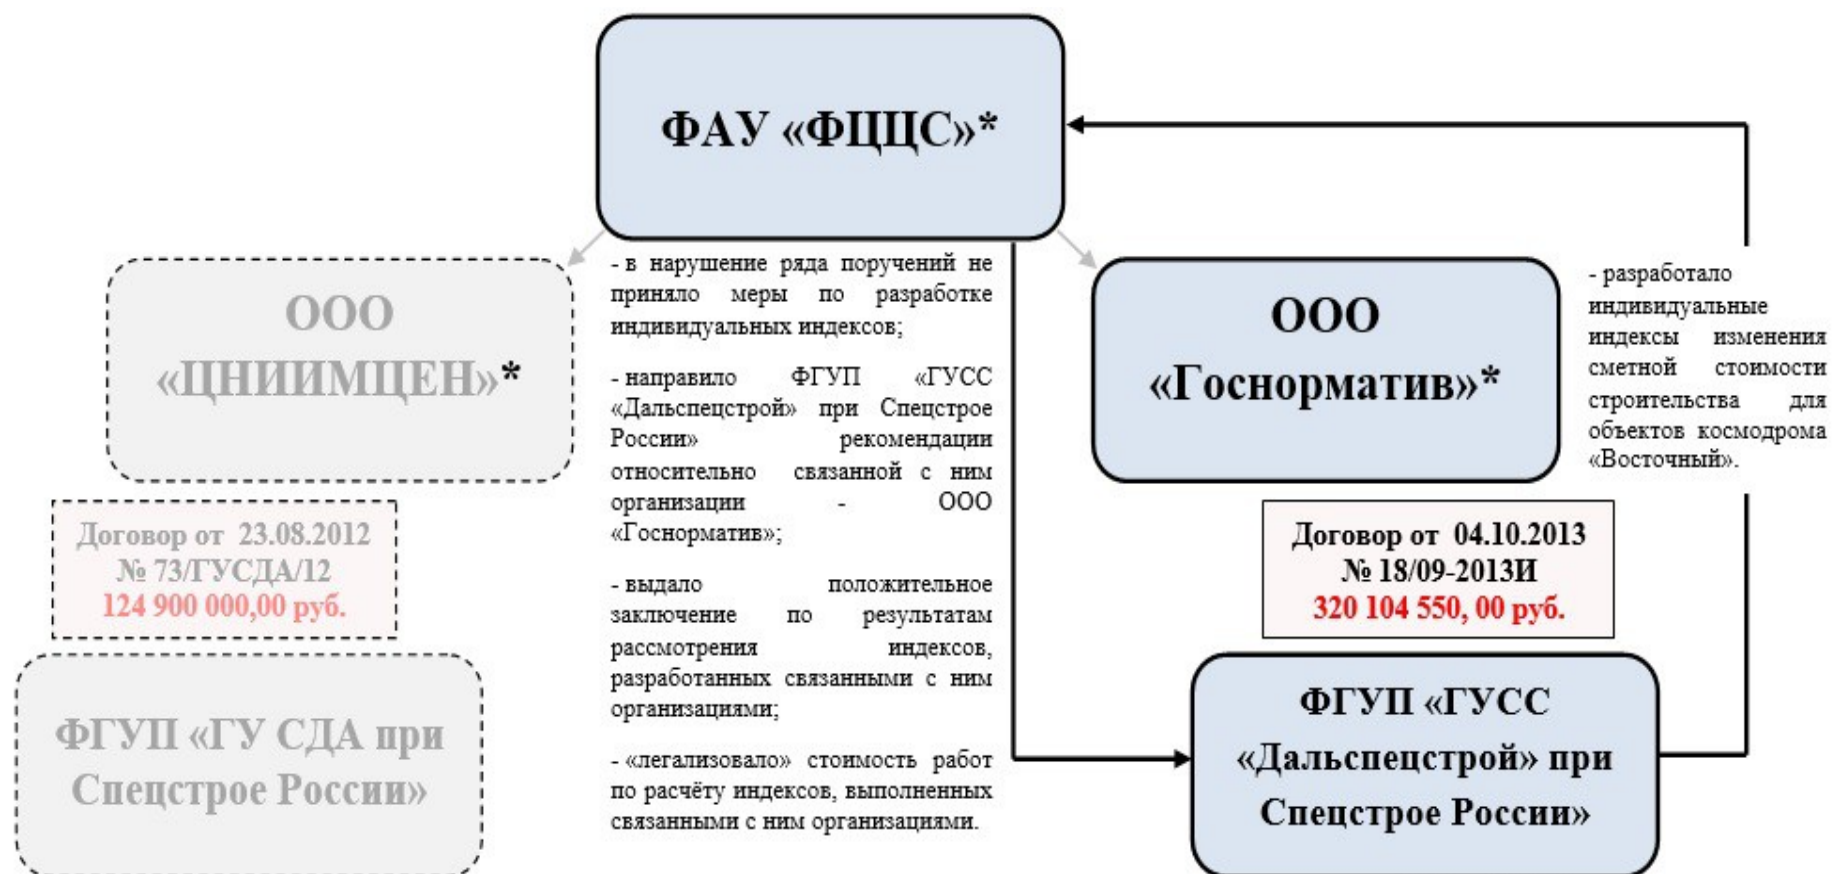 ФАУ «ФЦЦС»*
ООО
«ЦНИИМЦЕН»*
Договор от 23.08.2012
№ 73/ГУСДА/12
124 900 000,00 руб.
ФГУП «ГУ СДА при
Спецстрое России»
- в нарушение ряда поручений не
приняло меры по разработке
индивидуальных индексов;
- направило ФГУП «ГУСС
«Дальспецстрой» при Спецстрое
России» рекомендации
относительно связанной с ним
организации - ООО
«Госнорматив»;
- выдало положительное
заключение по результатам
рассмотрения индексов,
разработанных связанными с ним
организациями;
- «легализовало» стоимость работ
по расчёту индексов, выполненных
связанными с ним организациями.
ООО
«Госнорматив»*
- разработало
индивидуальные
индексы изменения
сметной стоимости
строительства для
объектов космодрома
«Восточный».
Договор от 04.10.2013
№ 18/09-2013И
320 104 550, 00 руб.
ФГУП «ГУСС
«Дальспецстрой» при
Спецстрое России»